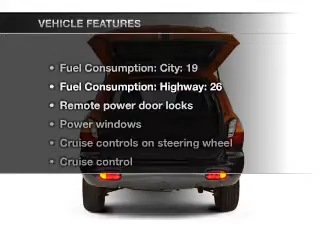 VEHICLE FEATURES
• Fuel Consumption: City: 19
• Fuel Consumption: Highway: 26
• Remote power door locks
• Power windows
• Cruise controls on steering wheel
• Cruise control